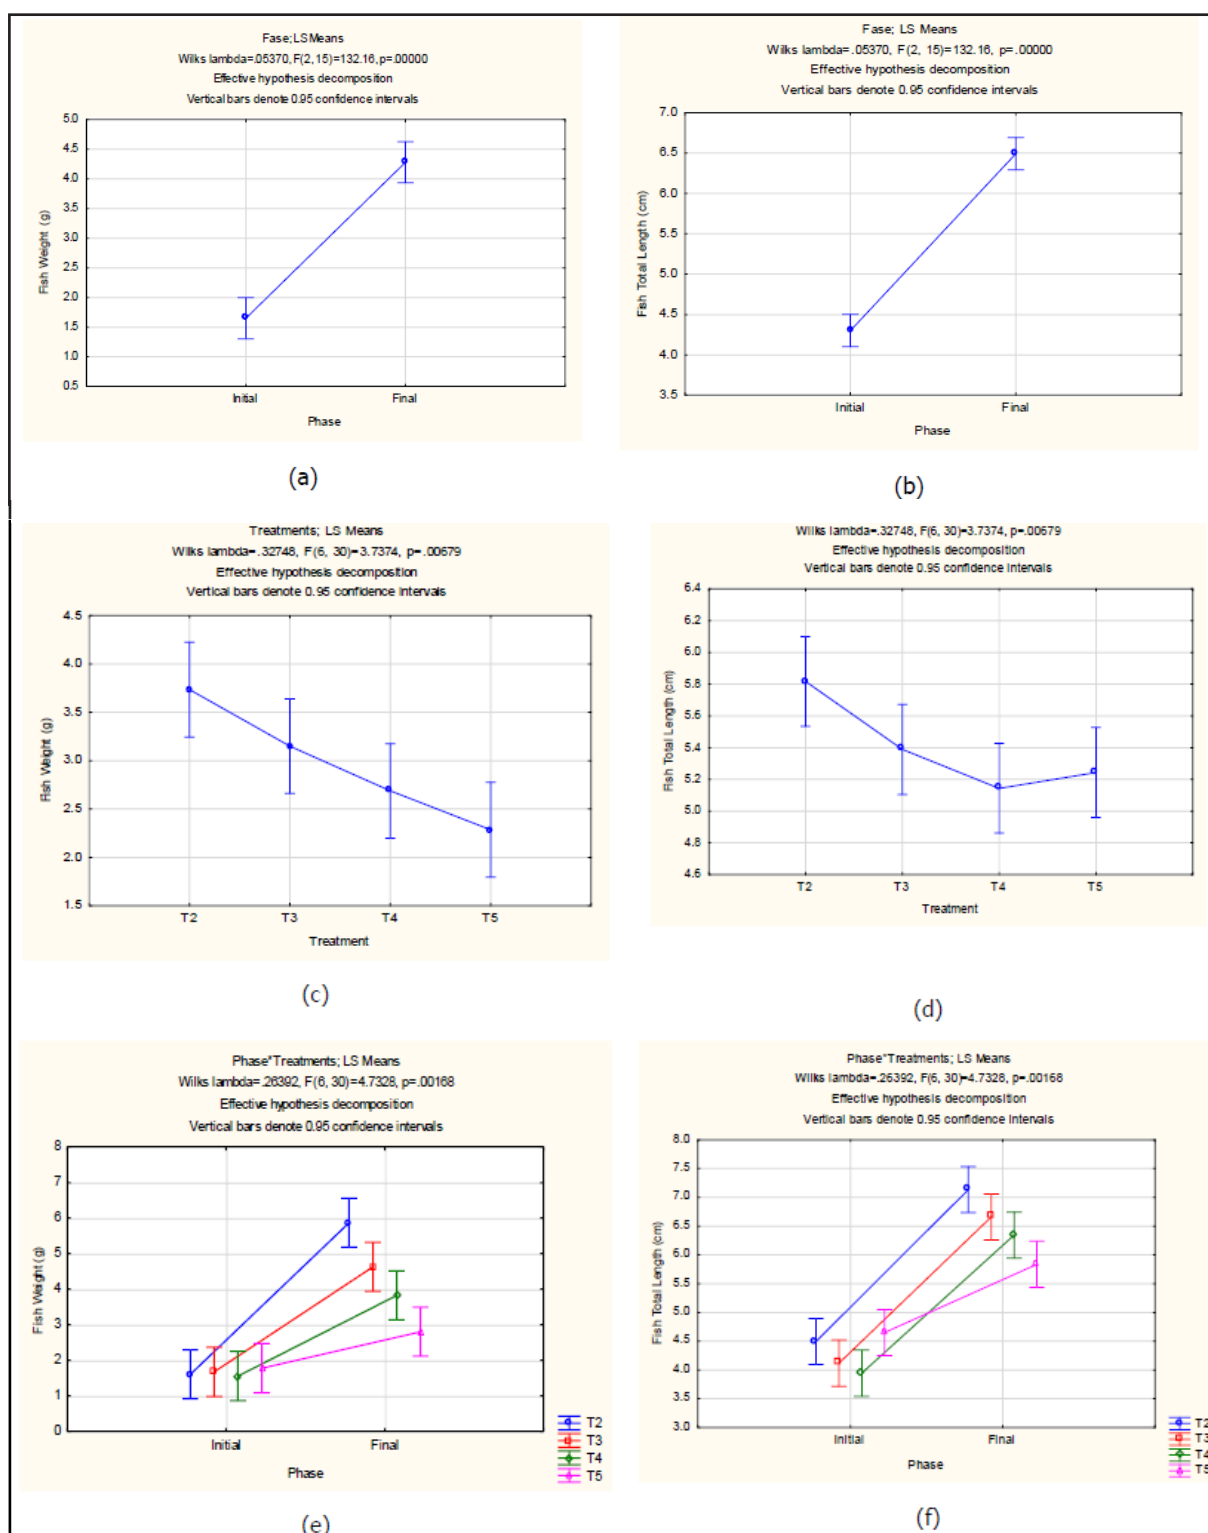 Fase; LS Means
Wilks lambda=.05370, F(2, 15)=132.16, p=.00000
Effective hypothesis decomposition
Vertical bars denote 0.95 confidence intervals
5.0
4.5
4.0
3.5
3.0
2.5
2.0
1.5
1.0
0.5
Fish Weight (g)
Initial
Final
Phase
(a)
Fase; LS Means
Wilks lambda=.05370, F(2, 15)=132.16, p=.00000
Effective hypothesis decomposition
Vertical bars denote 0.95 confidence intervals
7.0
6.5
6.0
5.5
5.0
4.5
4.0
3.5
Fish Total Length (cm)
Initial
Final
Phase
(b)
Treatments; LS Means
Wilks lambda=.32748, F(6, 30)=3.7374, p=.00679
Effective hypothesis decomposition
Vertical bars denote 0.95 confidence intervals
4.5
4.0
3.5
3.0
2.5
2.0
1.5
Fish Weight (g)
T2
T3
T4
T5
Treatment
(c)
Wilks lambda=.32748, F(6, 30)=3.7374, p=.00679
Effective hypothesis decomposition
Vertical bars denote 0.95 confidence intervals
6.4
6.2
6.0
5.8
5.6
5.4
5.2
5.0
4.8
4.6
Fish Total Length (cm)
T2
T3
T4
T5
Treatment
(d)
Phase*Treatments; LS Means
Wilks lambda=.26392, F(6, 30)=4.7328, p=.00168
Effective hypothesis decomposition
Vertical bars denote 0.95 confidence intervals
8
7
6
5
4
3
2
1
0
Fish Weight (g)
Initial
Final
Phase
T2
T3
T4
T5
(e)
Phase*Treatments; LS Means
Wilks lambda=.26392, F(6, 30)=4.7328, p=.00168
Effective hypothesis decomposition
Vertical bars denote 0.95 confidence intervals
8.0
7.5
7.0
6.5
6.0
5.5
5.0
4.5
4.0
3.5
3.0
Fish Total Length (cm)
Initial
Final
Phase
T2
T3
T4
T5
(f)